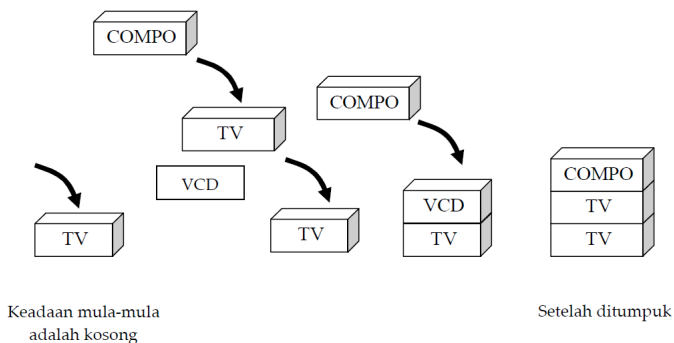 COMPO
COMPO
TV
VCD
COMPO
VCD
TV
TV
TV
TV
TV
Keadaan mula-mula
adalah kosong
Setelah ditumpuk